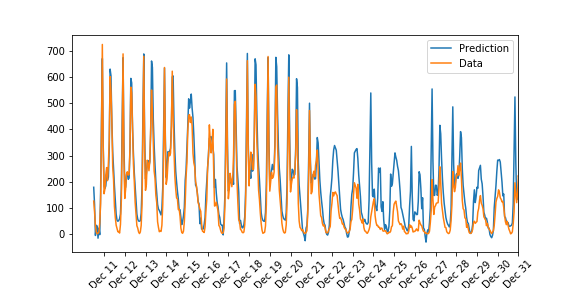 700
600
500
400
300
200
100
0
Prediction
Data
Dec 11
Dec 12
Dec 13
Dec 14
Dec 15
Dec 16
Dec 17
Dec 18
Dec 19
Dec 20
Dec 21
Dec 22
Dec 23
Dec 24
Dec 25
Dec 26
Dec 27
Dec 28
Dec 29
Dec 30
Dec 31